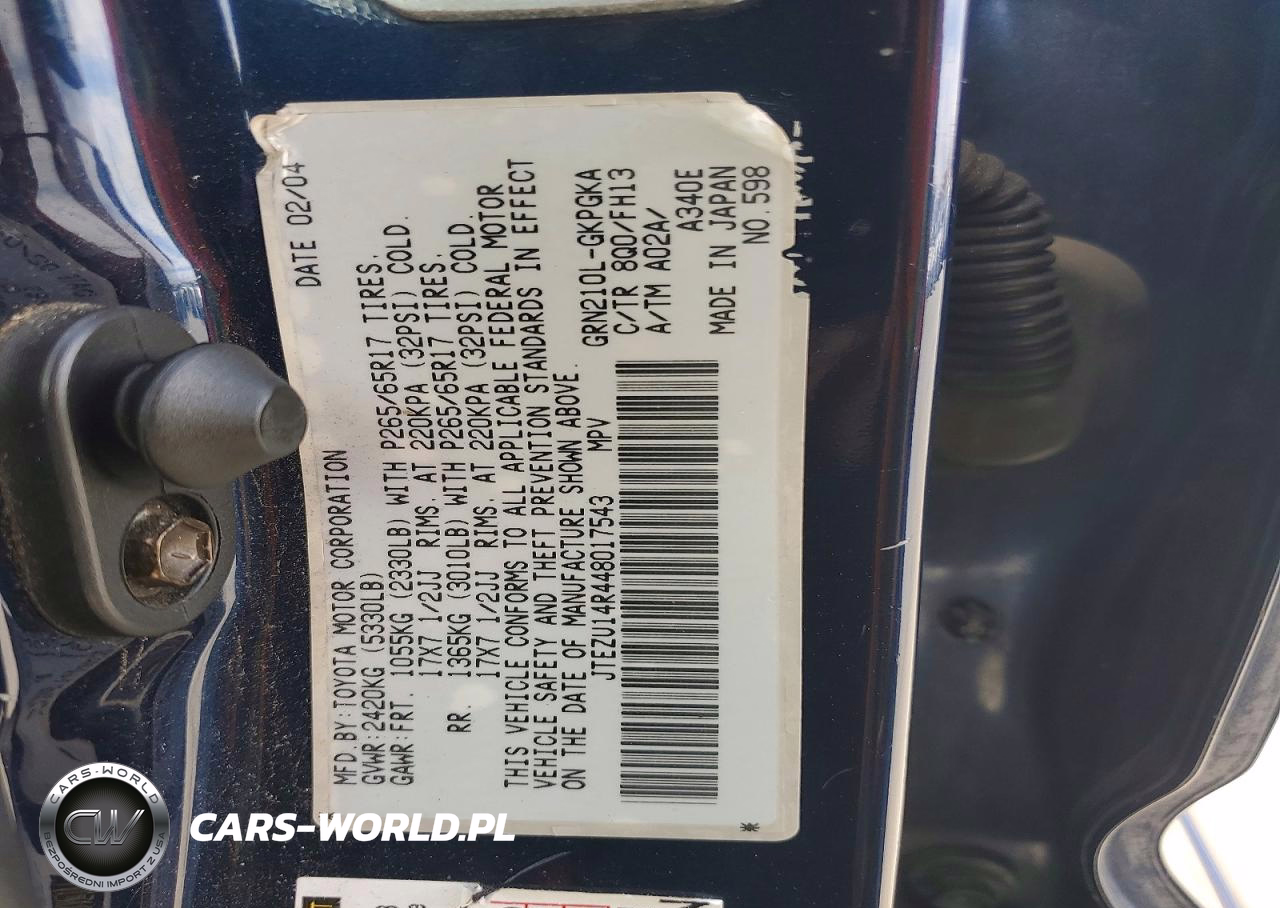 MFD.BY:TOYOTA MOTOR CORPORATION DATE 02/04
GVWR:2420KG (5330LB)
GAWR:FRT. 1055KG (2330LB) WITH P265/65R17 TIRES.
17X7 1/2JJ RIMS. AT 220KPA (32PSI) COLD.
RR. 1365KG (3010LB) WITH P265/65R17 TIRES.
17X7 1/2JJ RIMS. AT 220KPA (32PSI) COLD.
THIS VEHICLE CONFORMS TO ALL APPLICABLE FEDERAL MOTOR
VEHICLE SAFETY AND THEFT PREVENTION STANDARDS IN EFFECT
ON THE DATE OF MANUFACTURE SHOWN ABOVE.
JTEZU14R448017543 MPV
GRN210L-GKPGKA
C/TR 8Q0/FH13
A/TM A02A/
A340E
MADE IN JAPAN
NO.598
CARS-WORLD
CW
BEZPOŚREDNI IMPORT Z USA
CARS-WORLD.PL